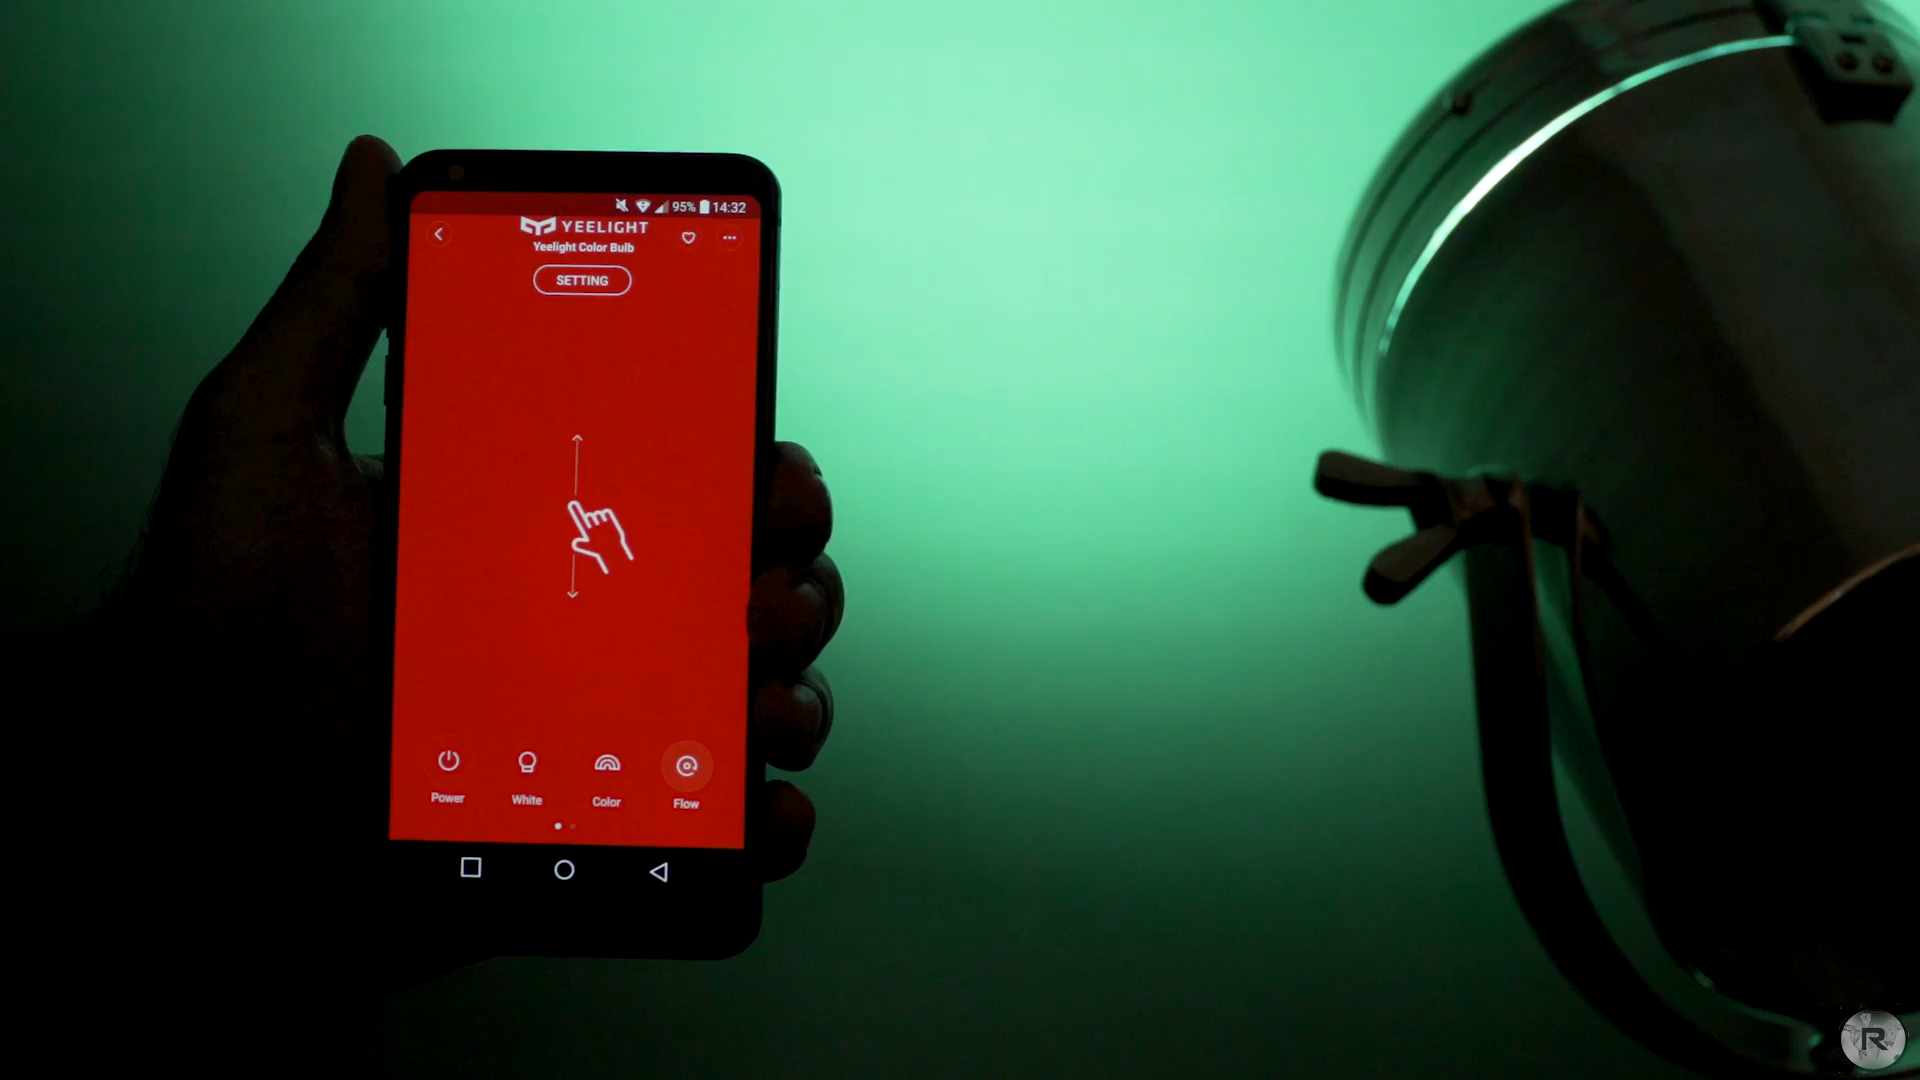 95% 14:32
YEELIGHT
Yeelight Color Bulb
SETTING
Power White Color Flow
R